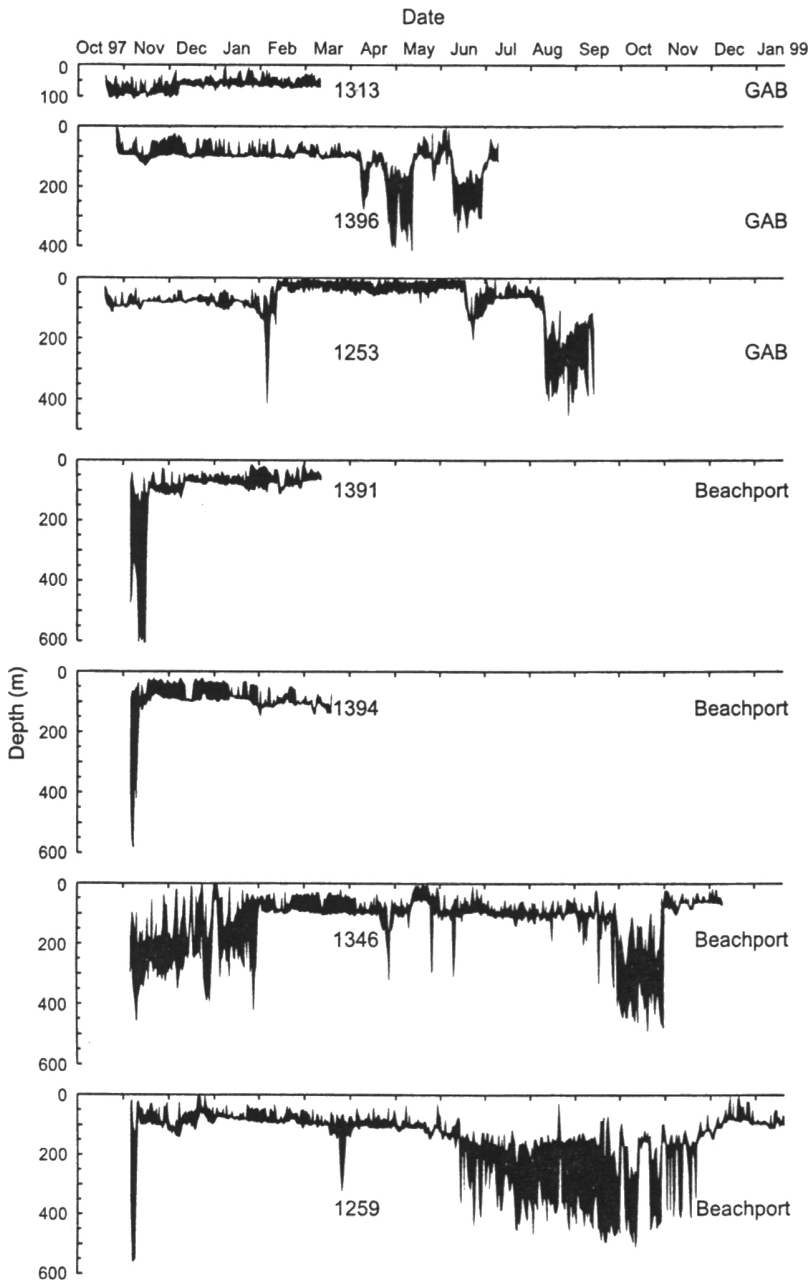 Date
Oct 97 Nov Dec Jan Feb Mar Apr May Jun Jul Aug Sep Oct Nov Dec Jan 99
0
100
1313 GAB
0
200
400
1396 GAB
0
200
400
1253 GAB
0
200
400
600
1391 Beachport
Depth (m)
0
200
400
600
1394 Beachport
0
200
400
600
1346 Beachport
0
200
400
600
1259 Beachport